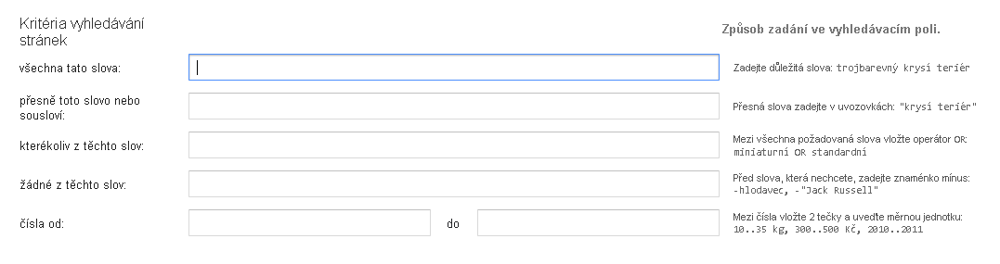 Kritéria vyhledávání
stránek
Způsob zadání ve vyhledávacím poli.
všechna tato slova:
Zadejte důležitá slova: trojbarevný krysí teriér
přesně toto slovo nebo
sousloví:
Přesná slova zadejte v uvozovkách: "krysí teriér"
kterékoliv z těchto slov:
Mezi všechna požadovaná slova vložte operátor OR:
miniaturní OR standardní
žádné z těchto slov:
Před slova, která nechcete, zadejte znaménko mínus:
-hlodavec, -"Jack Russell"
čísla od:
do
Mezi čísla vložte 2 tečky a uveďte měrnou jednotku:
10..35 kg, 300..500 Kč, 2010..2011